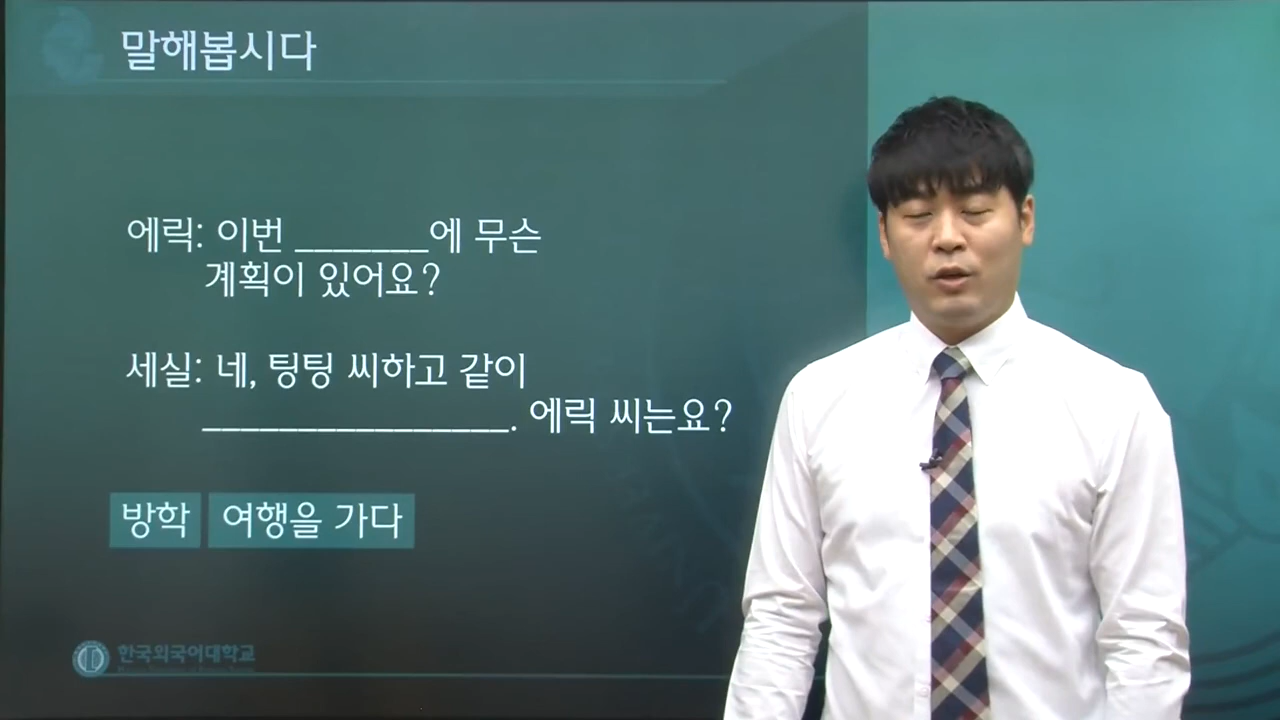 말해봅시다
에릭: 이번 _______에 무슨
계획이 있어요?
세실: 네, 팅팅 씨하고 같이
________________. 에릭 씨는요?
방학 여행을 가다
한국외국어대학교